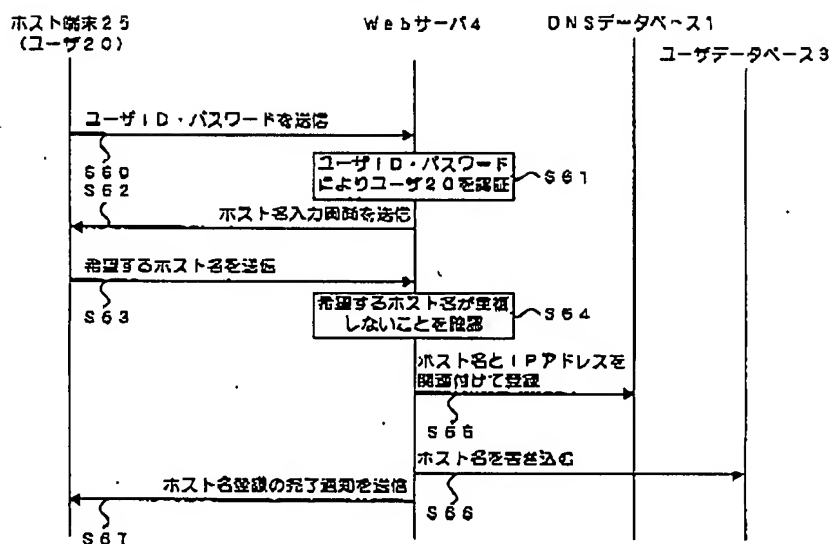 ホスト端末25
(ユーザ20)
Webサーバ4
DNSデータベース1
ユーザデータベース3
ユーザID・パスワードを送信
S60
ユーザID・パスワード
によりユーザ20を認証
S61
S62
ホスト名入力画面を送信
希望するホスト名を送信
S63
希望するホスト名が重複
しないことを確認
S64
ホスト名とIPアドレスを
関連付けて登録
S65
ホスト名を書き込む
S66
ホスト名登録の完了通知を送信
S67